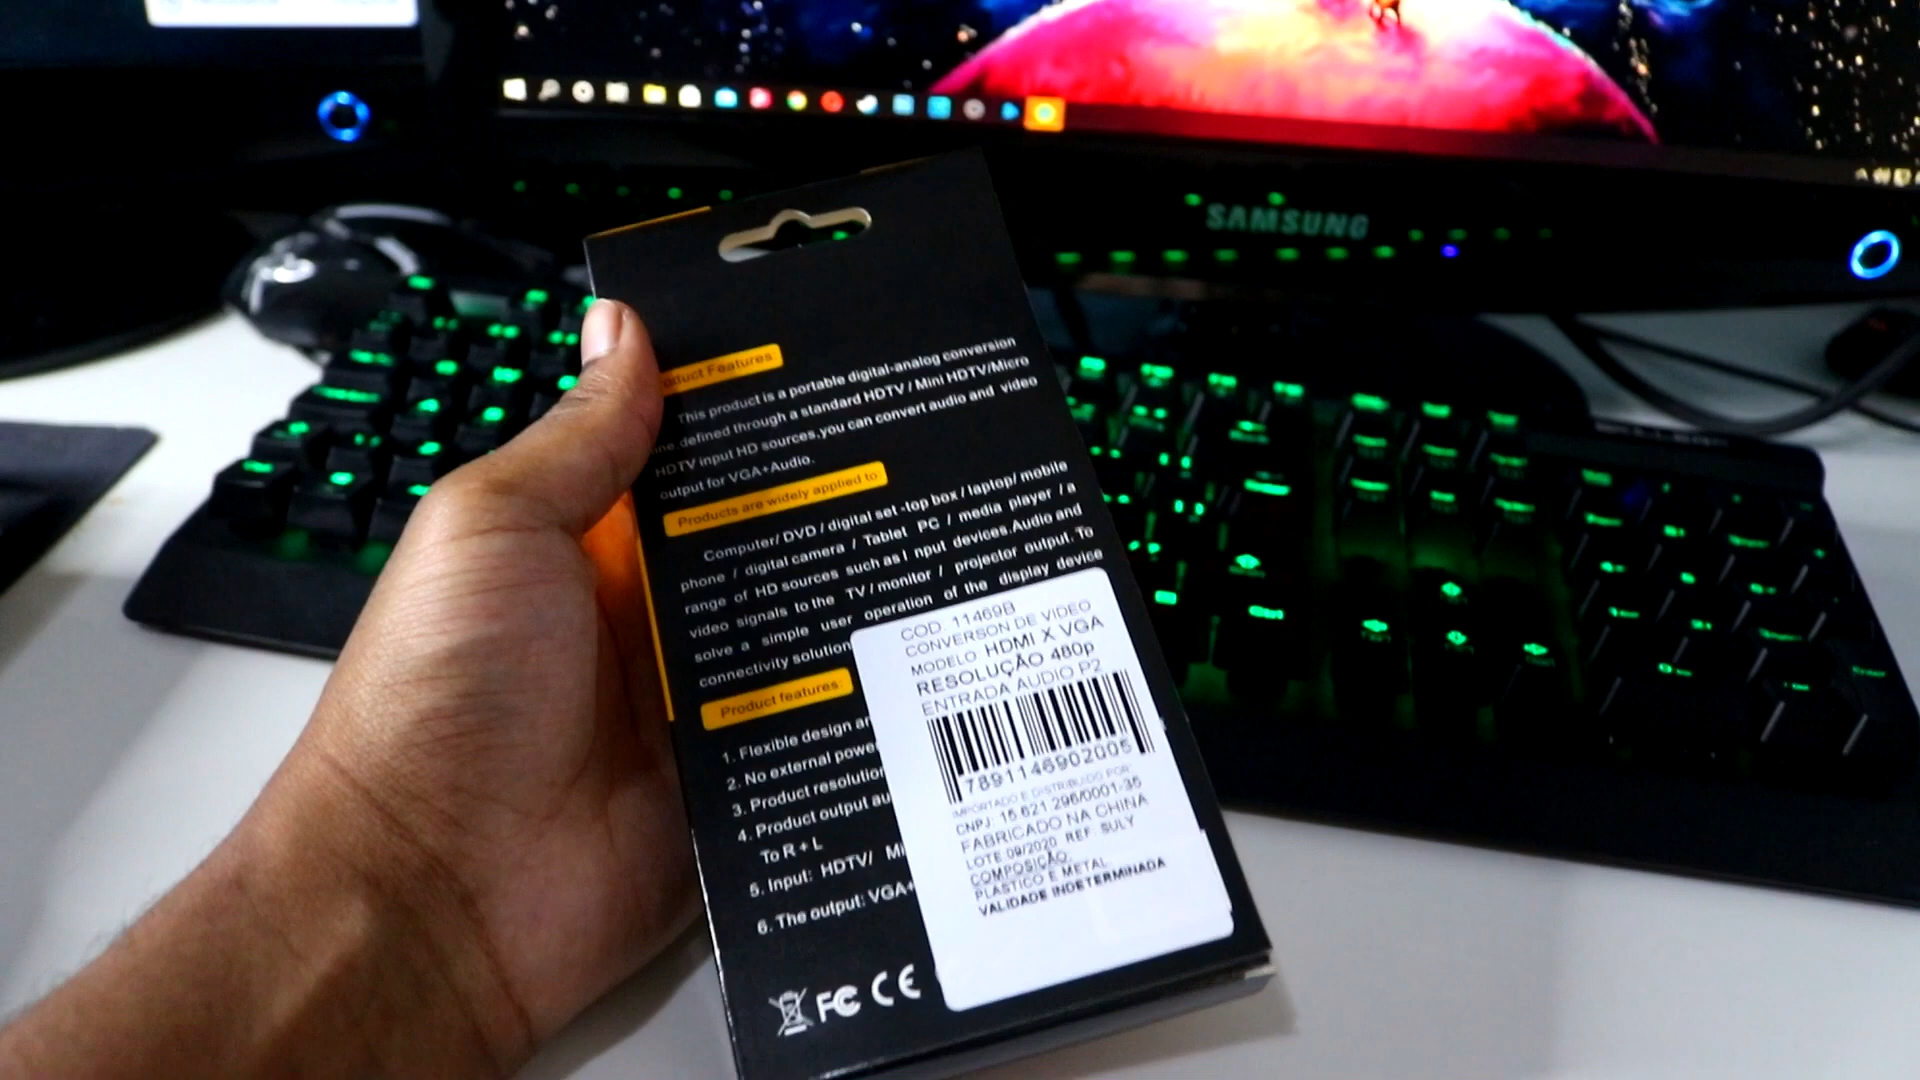 SAMSUNG
Product Features:
This product is a portable digital-analog conversion
defined through a standard HDTV / Mini HDTV/Micro
HDTV input HD sources,you can convert audio and video
output for VGA+Audio.
Products are widely applied to
Computer/ DVD / digital set -top box / laptop/ mobile
phone / digital camera / Tablet PC / media player / a
range of HD sources such as I nput devices.Audio and
video signals to the TV / monitor / projector output. To
solve a simple user operation of the display device
connectivity solution
Product features:
1. Flexible design
2. No external power
3. Product resolution
4. Product output
To R + L
5. Input: HDTV/
6. The output: VGA+
FC CE
COD. 11469B
CONVERSON DE VIDEO
MODELO HDMI X VGA
RESOLUÇÃO 480p
ENTRADA AUDIO P2
7891146902005
IMPORTADO E DISTRIBUIDO POR:
CNPJ: 15.621.296/0001-35
FABRICADO NA CHINA
LOTE:09/2020 REF. SULY
COMPOSIÇÃO.
PLASTICO E METAL
VALIDADE INDETERMINADA
Ctrl